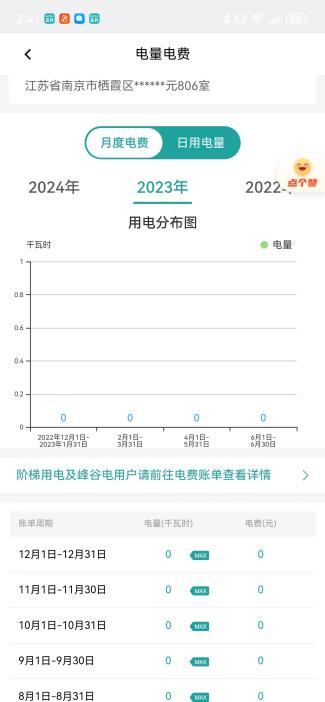 2:41
电量电费
江苏省南京市栖霞区******元806室
月度电费 日用电量
2024年 2023年 2022
点个赞
用电分布图
千瓦时 电量
1
0.8
0.6
0.4
0.2
0
0 0 0 0
2022年12月1日- 2月1日- 4月1日- 6月1日-
2023年1月31日 3月31日 5月31日 6月30日
阶梯用电及峰谷电用户请前往电费账单查看详情
账单周期 电量(千瓦时) 电费(元)
12月1日-12月31日 0 MAX 0
11月1日-11月30日 0 MAX 0
10月1日-10月31日 0 MAX 0
9月1日-9月30日 0 MAX 0
8月1日-8月31日 0 MAX 0